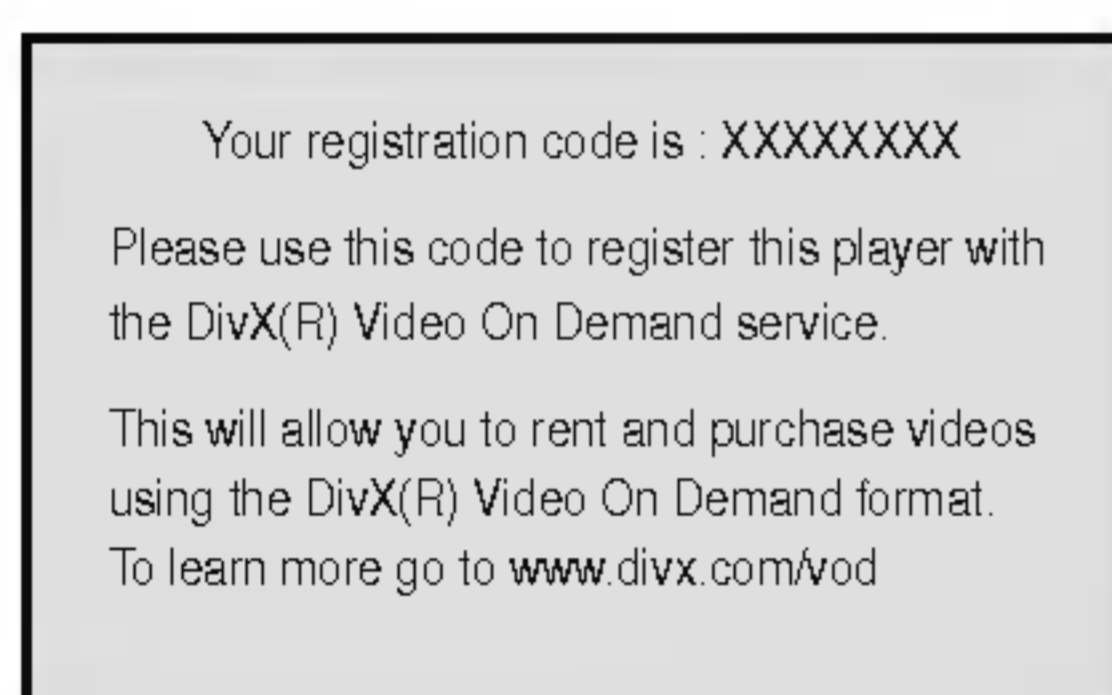 Your registration code is : XXXXXXXX
Please use this code to register this player with
the DivX(R) Video On Demand service.
This will allow you to rent and purchase videos
using the DivX(R) Video On Demand format.
To learn more go to www.divx.com/vod